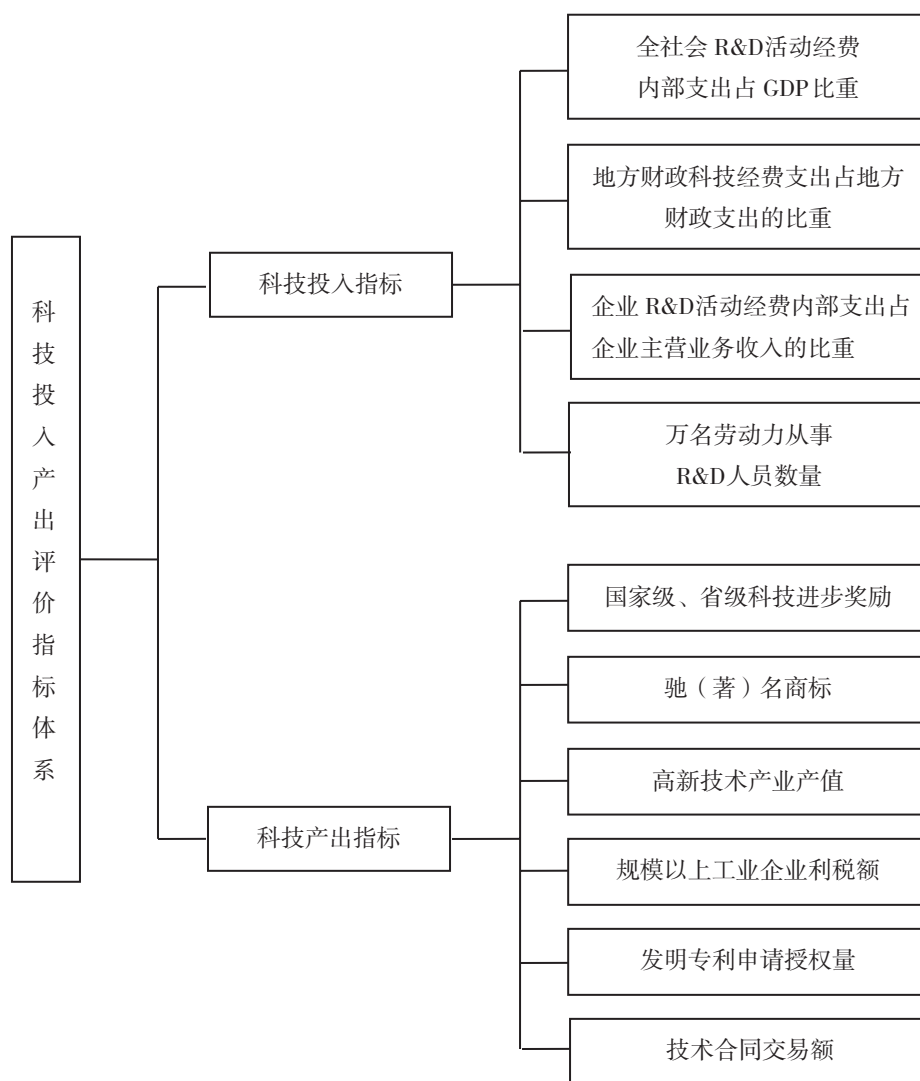 科技投入产出评价指标体系
科技投入指标
全社会 R&D活动经费
内部支出占 GDP比重
地方财政科技经费支出占地方
财政支出的比重
企业 R&D活动经费内部支出占
企业主营业务收入的比重
万名劳动力从事
R&D人员数量
科技产出指标
国家级、省级科技进步奖励
驰（著）名商标
高新技术产业产值
规模以上工业企业利税额
发明专利申请授权量
技术合同交易额